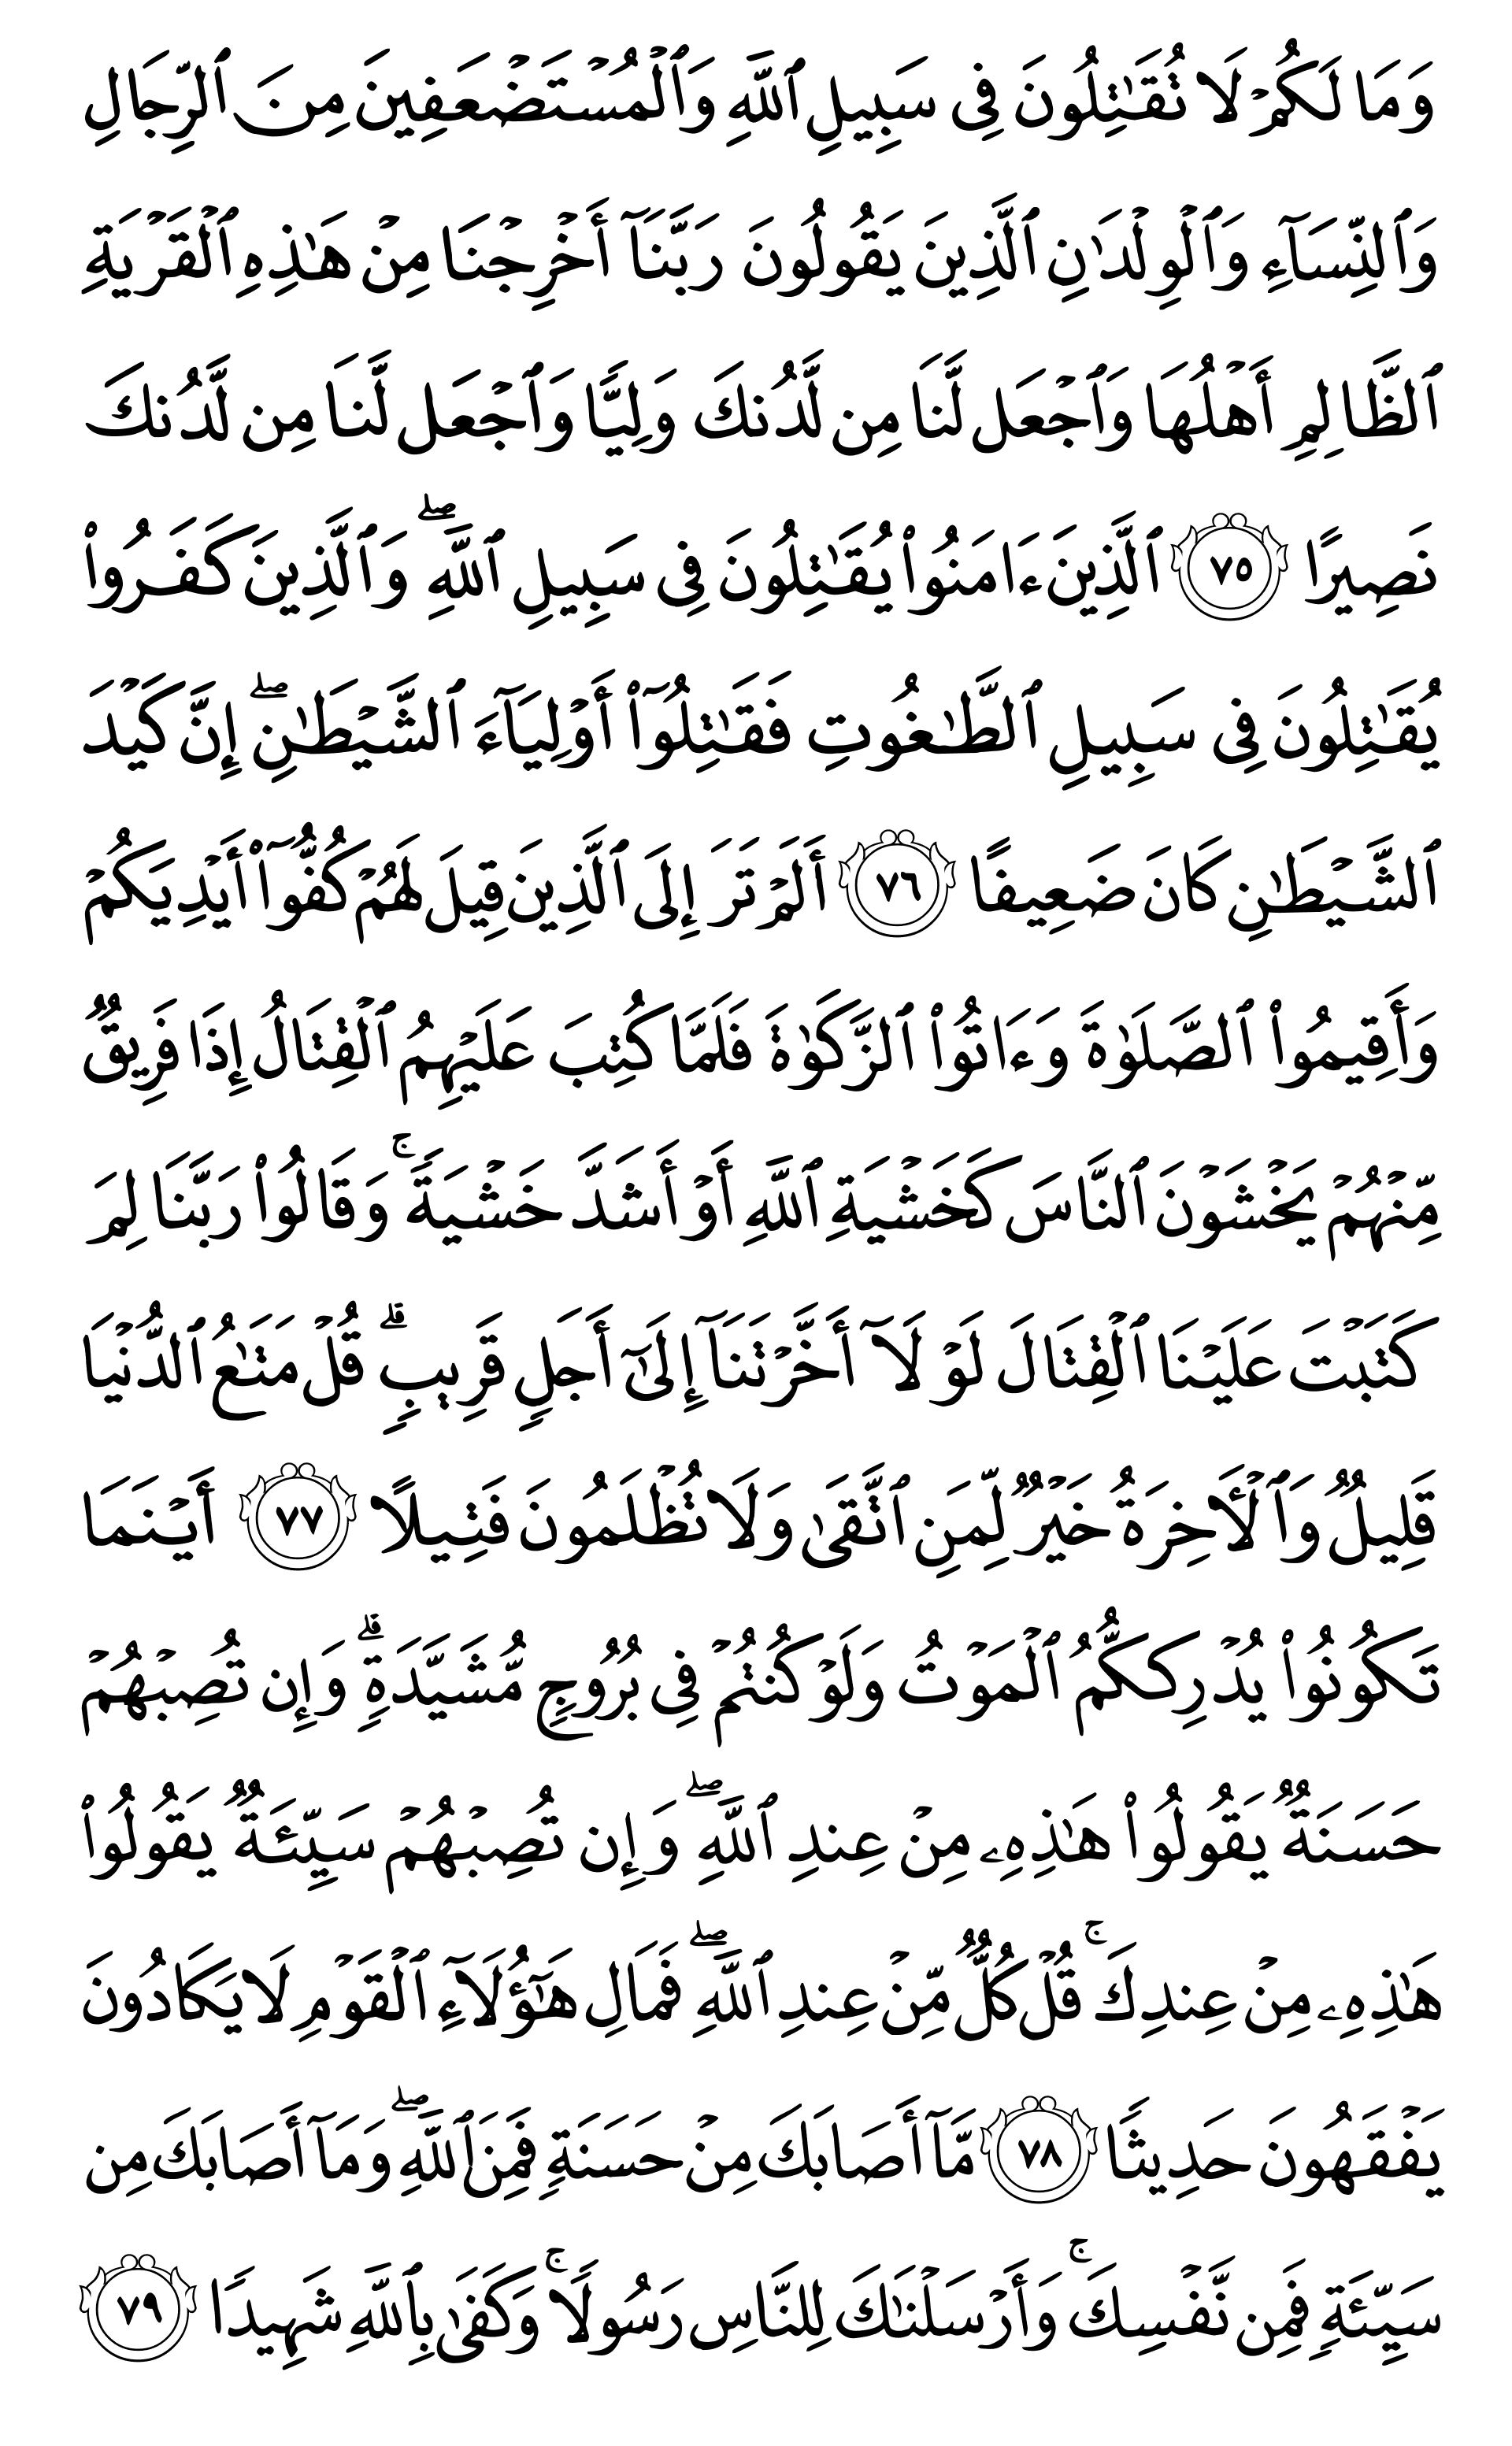 وَمَا لَكُمْ لَا تُقَـٰتِلُونَ فِى سَبِيلِ ٱللَّهِ وَٱلْمُسْتَضْعَفِينَ مِنَ ٱلرِّجَالِ
وَٱلنِّسَآءِ وَٱلْوِلْدَٰنِ ٱلَّذِينَ يَقُولُونَ رَبَّنَآ أَخْرِجْنَا مِنْ هَـٰذِهِ ٱلْقَرْيَةِ
ٱلظَّالِمِ أَهْلُهَا وَٱجْعَل لَّنَا مِن لَّدُنكَ وَلِيًّا وَٱجْعَل لَّنَا مِن لَّدُنكَ
نَصِيرًا ٧٥ ٱلَّذِينَ ءَامَنُوا۟ يُقَـٰتِلُونَ فِى سَبِيلِ ٱللَّهِ ۖ وَٱلَّذِينَ كَفَرُوا۟
يُقَـٰتِلُونَ فِى سَبِيلِ ٱلطَّـٰغُوتِ فَقَـٰتِلُوٓا۟ أَوْلِيَآءَ ٱلشَّيْطَـٰنِ ۖ إِنَّ كَيْدَ
ٱلشَّيْطَـٰنِ كَانَ ضَعِيفًا ٧٦ أَلَمْ تَرَ إِلَى ٱلَّذِينَ قِيلَ لَهُمْ كُفُّوٓا۟ أَيْدِيَكُمْ
وَأَقِيمُوا۟ ٱلصَّلَوٰةَ وَءَاتُوا۟ ٱلزَّكَوٰةَ فَلَمَّا كُتِبَ عَلَيْهِمُ ٱلْقِتَالُ إِذَا فَرِيقٌ
مِّنْهُمْ يَخْشَوْنَ ٱلنَّاسَ كَخَشْيَةِ ٱللَّهِ أَوْ أَشَدَّ خَشْيَةً ۚ وَقَالُوا۟ رَبَّنَا لِمَ
كَتَبْتَ عَلَيْنَا ٱلْقِتَالَ لَوْلَآ أَخَّرْتَنَآ إِلَىٰٓ أَجَلٍ قَرِيبٍ ۗ قُلْ مَتَـٰعُ ٱلدُّنْيَا
قَلِيلٌ وَٱلْـَٔاخِرَةُ خَيْرٌ لِّمَنِ ٱتَّقَىٰ وَلَا تُظْلَمُونَ فَتِيلًا ٧٧ أَيْنَمَا
تَكُونُوا۟ يُدْرِككُّمُ ٱلْمَوْتُ وَلَوْ كُنتُمْ فِى بُرُوجٍ مُّشَيَّدَةٍ ۗ وَإِن تُصِبْهُمْ
حَسَنَةٌ يَقُولُوا۟ هَـٰذِهِۦ مِنْ عِندِ ٱللَّهِ ۖ وَإِن تُصِبْهُمْ سَيِّئَةٌ يَقُولُوا۟
هَـٰذِهِۦ مِنْ عِندِكَ ۚ قُلْ كُلٌّ مِّنْ عِندِ ٱللَّهِ ۖ فَمَالِ هَـٰٓؤُلَآءِ ٱلْقَوْمِ لَا يَكَادُونَ
يَفْقَهُونَ حَدِيثًا ٧٨ مَّآ أَصَابَكَ مِنْ حَسَنَةٍ فَمِنَ ٱللَّهِ ۖ وَمَآ أَصَابَكَ مِن
سَيِّئَةٍ فَمِن نَّفْسِكَ ۚ وَأَرْسَلْنَـٰكَ لِلنَّاسِ رَسُولًا ۚ وَكَفَىٰ بِٱللَّهِ شَهِيدًا ٧٩